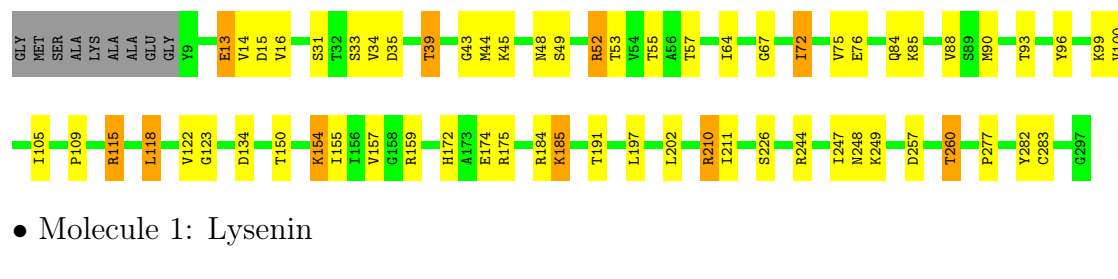 GLY MET SER ALA LYS ALA ALA GLU GLY Y9 E13 V14 D15 V16 S31 T32 S33 V34 D35 T39 G43 M44 K45 N48 S49 R52 T53 V54 T55 A56 T57 I64 G67 I72 V75 E76 Q84 K85 V88 S89 M90 T93 Y96 K99 V100
I105 P109 R115 L118 V122 G123 D134 T150 K154 I155 I156 V157 G158 R159 H172 A173 E174 R175 R184 K185 T191 L197 L202 R210 I211 S226 R244 I247 N248 K249 D257 T260 P277 Y282 C283 G297
• Molecule 1: Lysenin